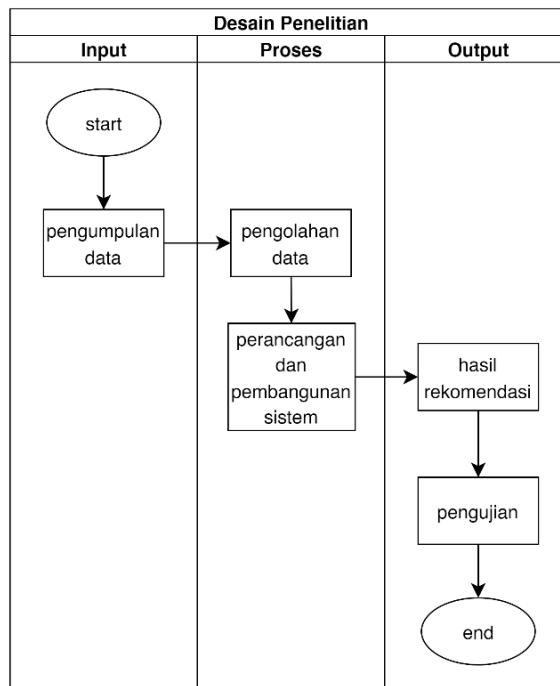 Desain Penelitian
Input
Proses
Output
start
pengumpulan
data
pengolahan
data
perancangan
dan
pembangunan
sistem
hasil
rekomendasi
pengujian
end